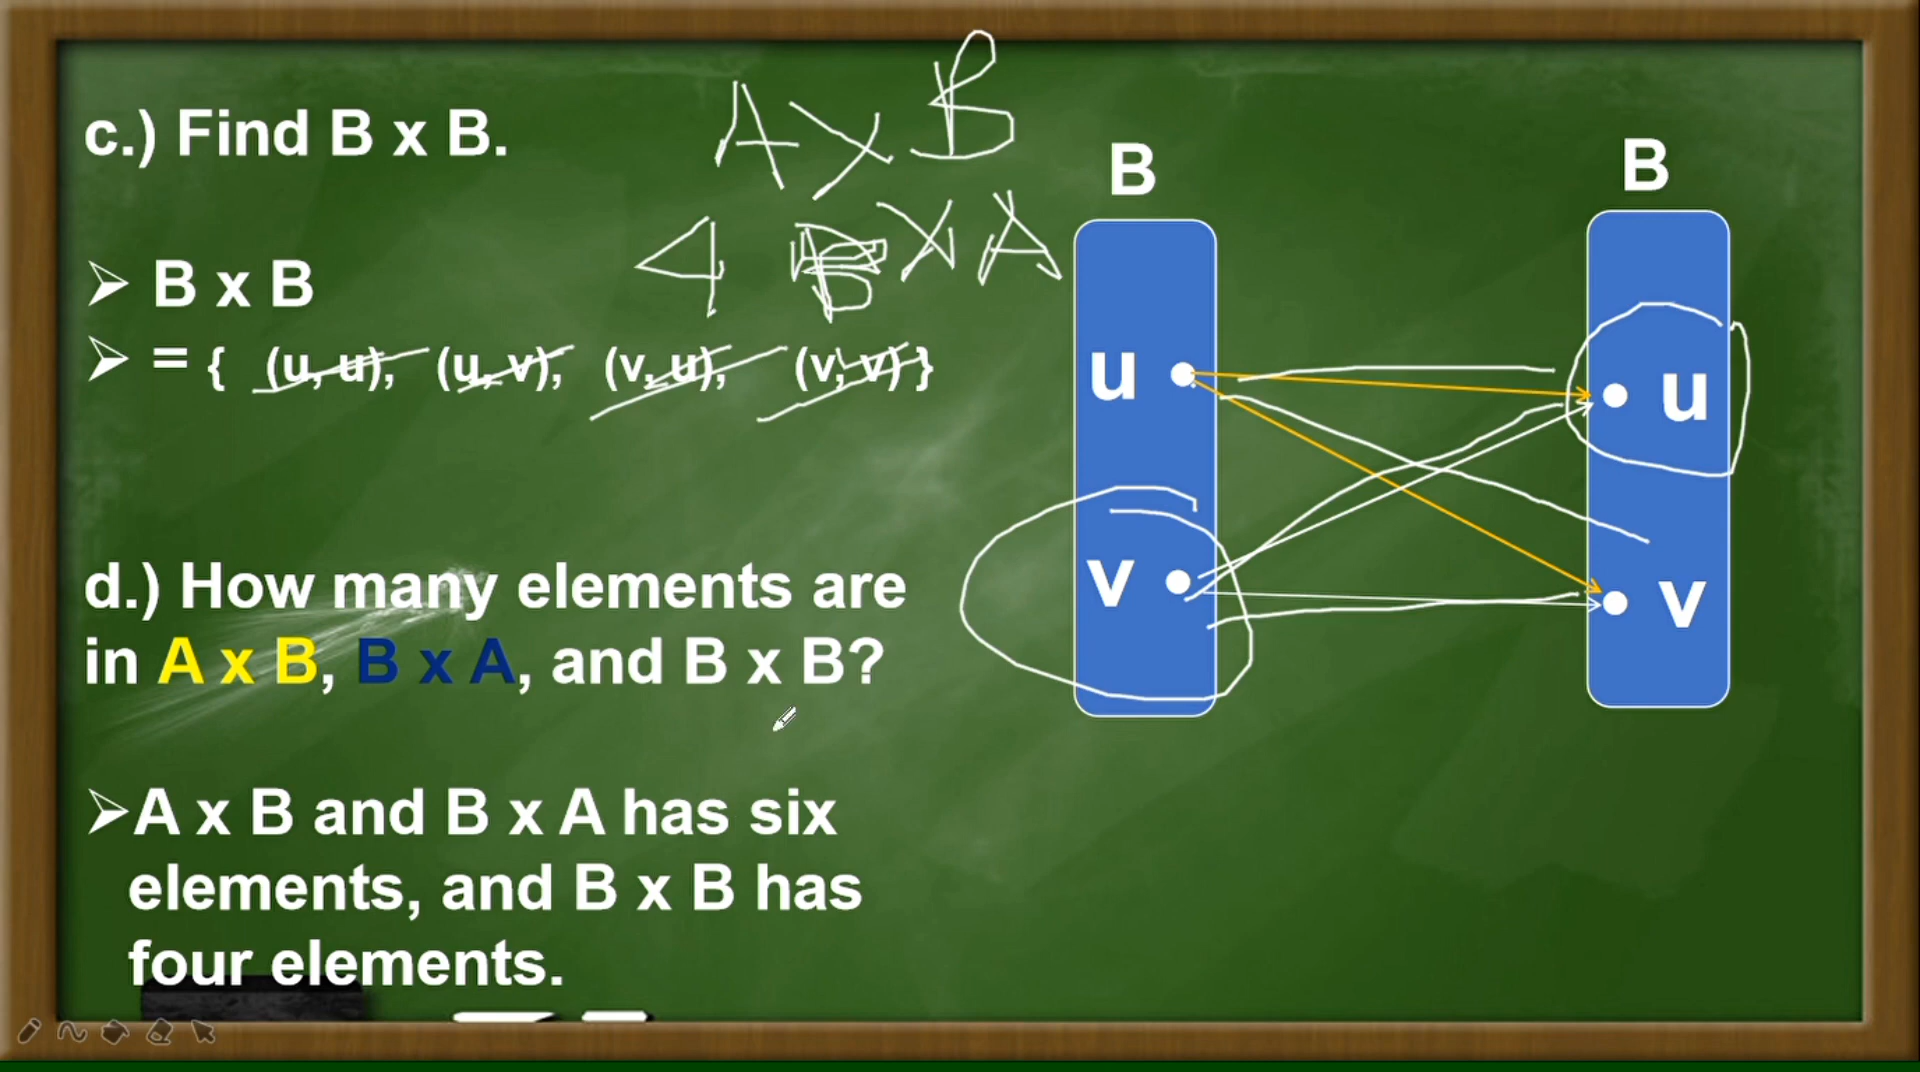 c.) Find B x B.
A x B
4 B x A
➢ B x B
➢ = { (u, u), (u, v), (v, u), (v, v) }
d.) How many elements are
in A x B, B x A, and B x B?
➢A x B and B x A has six
elements, and B x B has
four elements.
B B
u u
v v